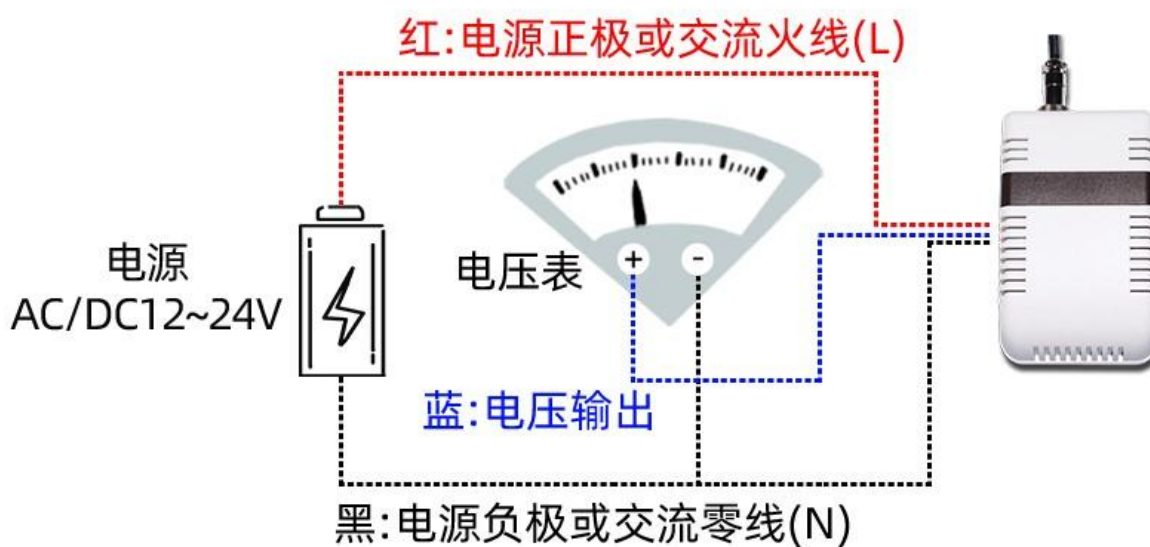 红:电源正极或交流火线(L)
电源
AC/DC12~24V
电压表
+ -
蓝:电压输出
黑:电源负极或交流零线(N)